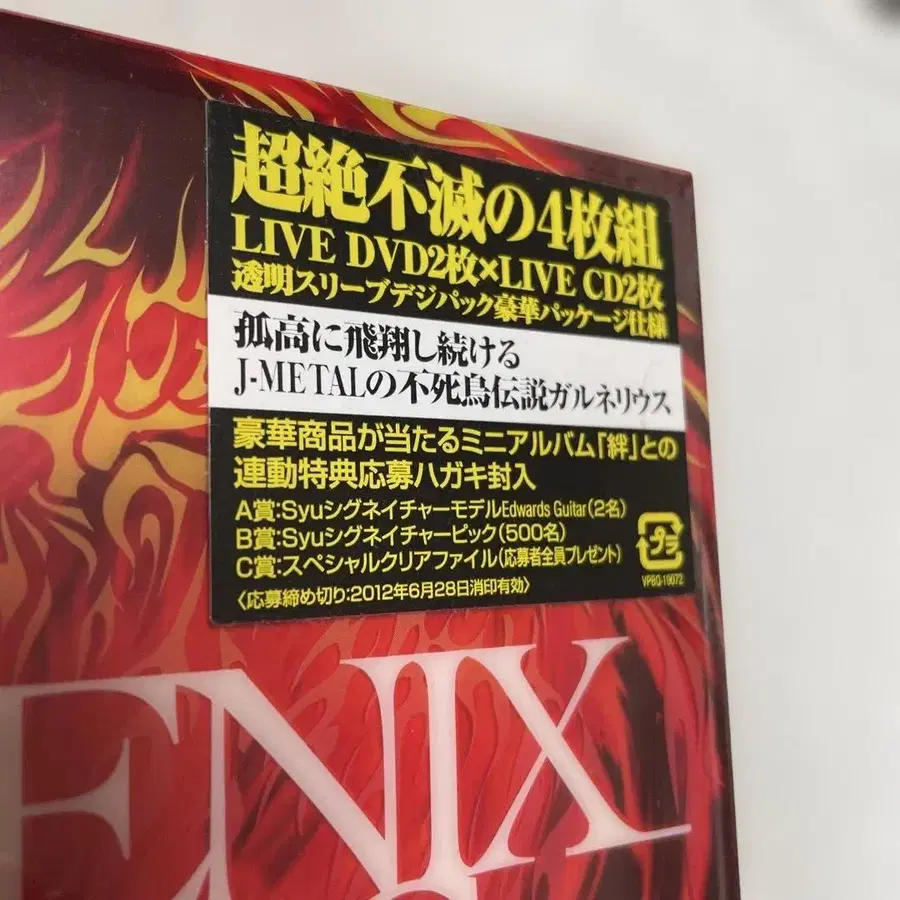 超絶不滅の4枚組
LIVE DVD2枚×LIVE CD2枚
透明スリーブデジパック豪華パッケージ仕様
孤高に飛翔し続ける
J-METALの不死鳥伝説ガルネリウス
豪華商品が当たるミニアルバム「絆」との
連動特典応募ハガキ封入
A賞:SyuシグネイチャーモデルEdwards Guitar(2名)
B賞:Syuシグネイチャーピック(500名)
C賞:スペシャルクリアファイル(応募者全員プレゼント)
〈応募締め切り:2012年6月28日消印有効〉
プラ
VPBQ-19072
ENIX